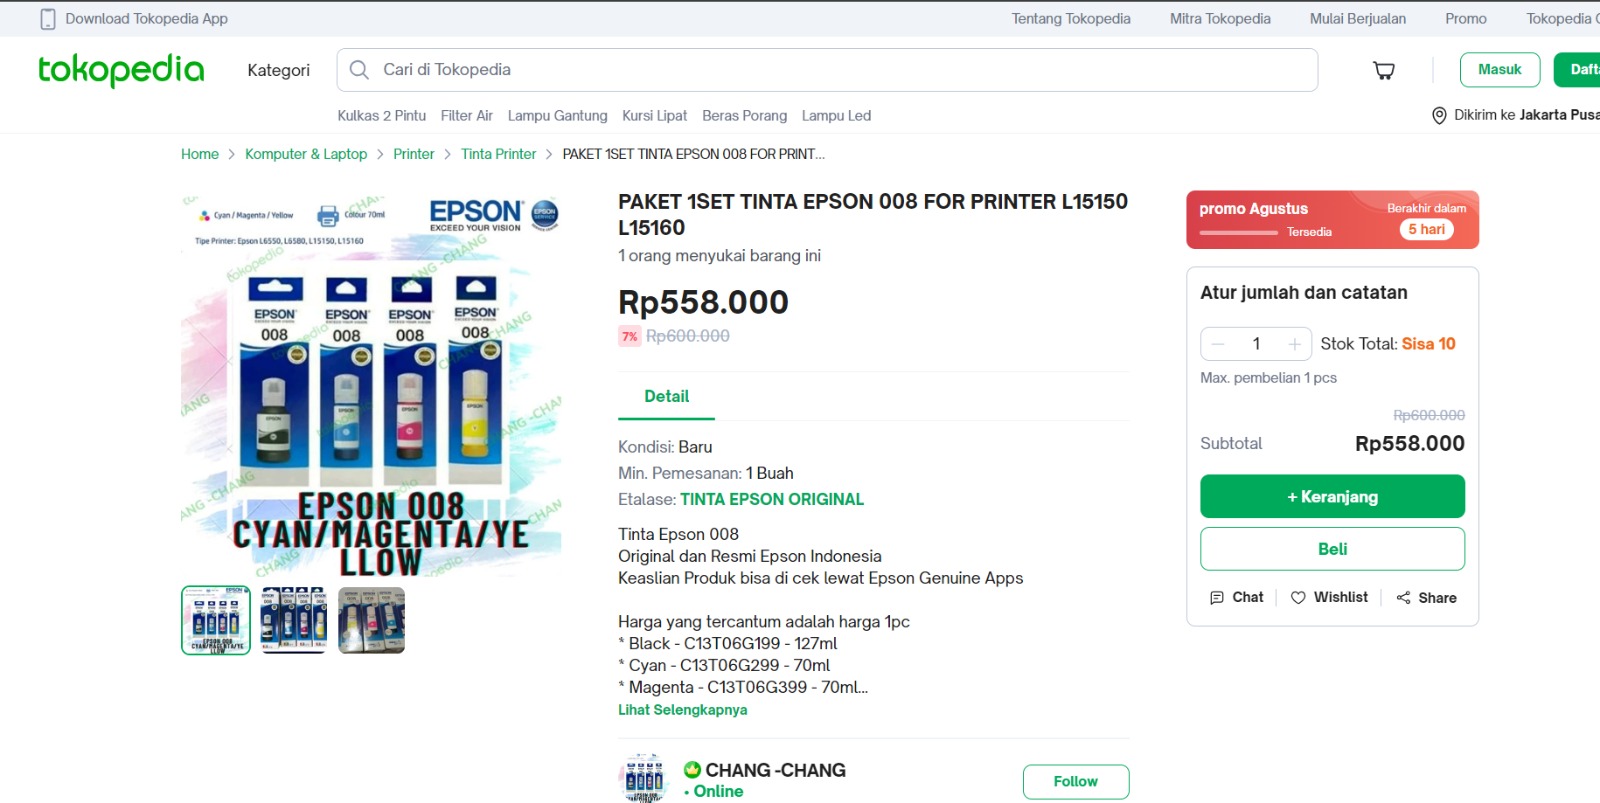 Download Tokopedia App
Tentang Tokopedia
Mitra Tokopedia
Mulai Berjualan
Promo
Tokopedia
tokopedia
Kategori
Cari di Tokopedia
Masuk
Dafta
Kulkas 2 Pintu
Filter Air
Lampu Gantung
Kursi Lipat
Beras Porang
Lampu Led
Dikirim ke Jakarta Pusa
Home > Komputer & Laptop > Printer > Tinta Printer > PAKET 1SET TINTA EPSON 008 FOR PRINT...
Cyan / Magenta / Yellow
Colour 70ml
EPSON
EXCEED YOUR VISION
EPSON
SERVICE
Tipe Printer: Epson L6550, L6580, L15150, L15160
tokopedia
CHANG -CHANG
EPSON
008
EPSON
008
EPSON
008
EPSON
008
EPSON 008
CYAN/MAGENTA/YE
LLOW
PAKET 1SET TINTA EPSON 008 FOR PRINTER L15150
L15160
1 orang menyukai barang ini
Rp558.000
7% Rp600.000
Detail
Kondisi: Baru
Min. Pemesanan: 1 Buah
Etalase: TINTA EPSON ORIGINAL
Tinta Epson 008
Original dan Resmi Epson Indonesia
Keaslian Produk bisa di cek lewat Epson Genuine Apps
Harga yang tercantum adalah harga 1pc
* Black - C13T06G199 - 127ml
* Cyan - C13T06G299 - 70ml
* Magenta - C13T06G399 - 70ml...
Lihat Selengkapnya
CHANG -CHANG
• Online
Follow
promo Agustus
Tersedia
Berakhir dalam
5 hari
Atur jumlah dan catatan
− 1 + Stok Total: Sisa 10
Max. pembelian 1 pcs
Rp600.000
Subtotal Rp558.000
+ Keranjang
Beli
Chat
Wishlist
Share